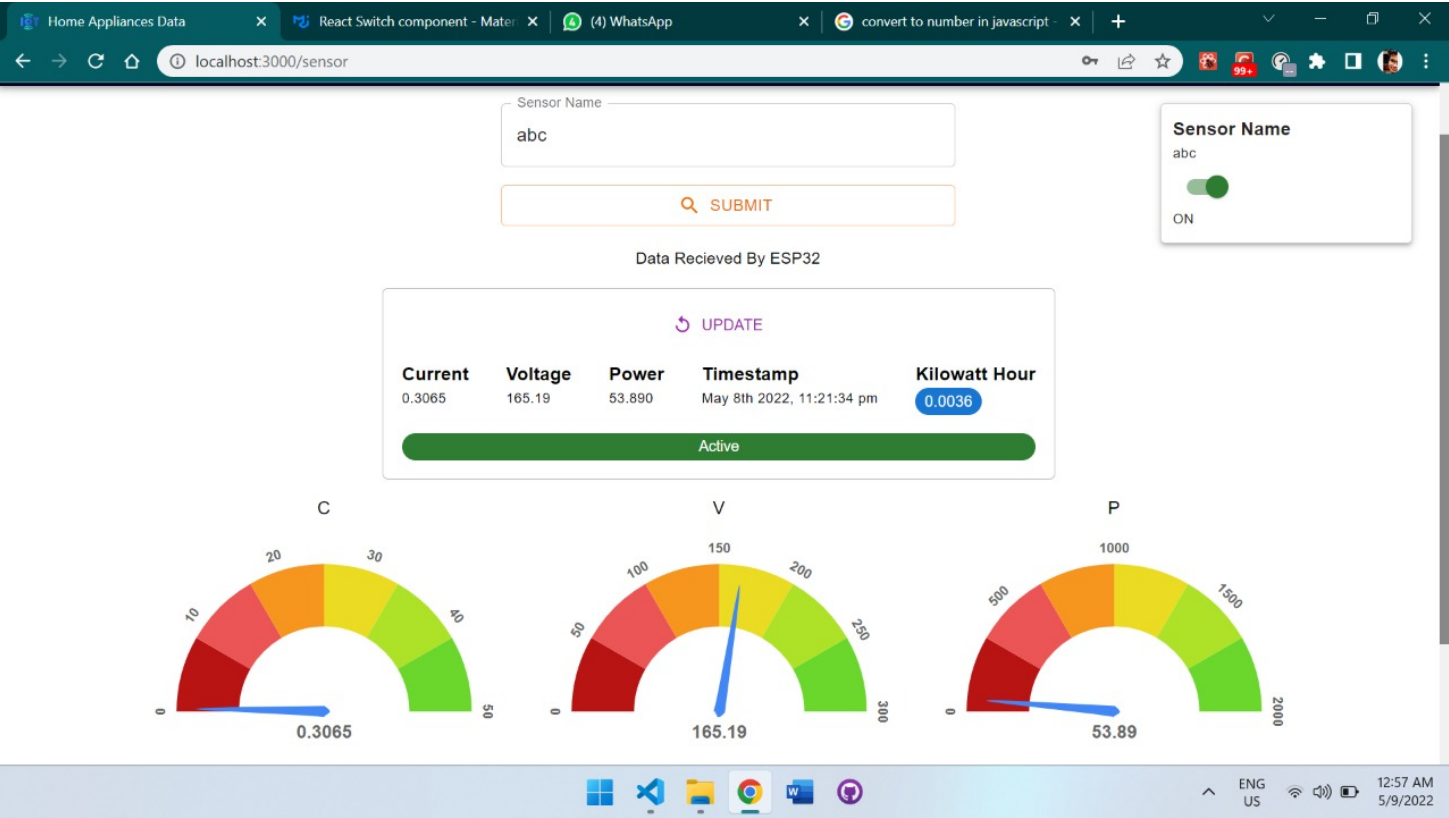 Home Appliances Data
React Switch component - Mater
(4) WhatsApp
convert to number in javascript -
localhost:3000/sensor
99+
Sensor Name
abc
SUBMIT
Data Recieved By ESP32
Sensor Name
abc
ON
UPDATE
Current Voltage Power Timestamp Kilowatt Hour
0.3065 165.19 53.890 May 8th 2022, 11:21:34 pm 0.0036
Active
C
0 10 20 30 40 50
0.3065
V
0 50 100 150 200 250 300
165.19
P
0 500 1000 1500 2000
53.89
ENG
US
12:57 AM
5/9/2022